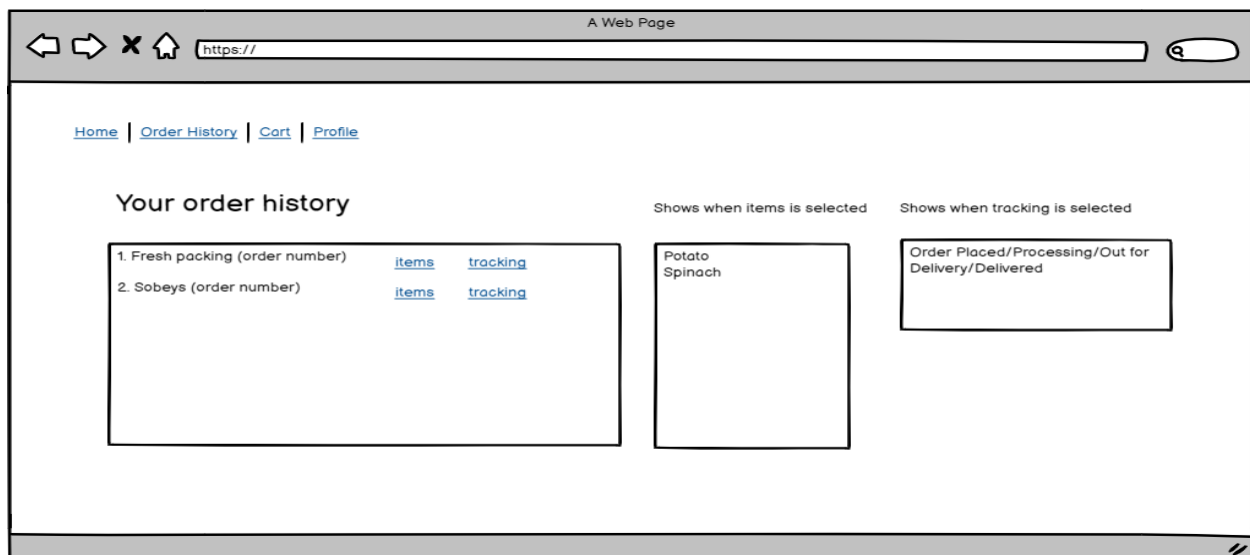 A Web Page
https://
Home | Order History | Cart | Profile
Your order history
1. Fresh packing (order number) items tracking
2. Sobeys (order number) items tracking
Shows when items is selected
Potato
Spinach
Shows when tracking is selected
Order Placed/Processing/Out for
Delivery/Delivered